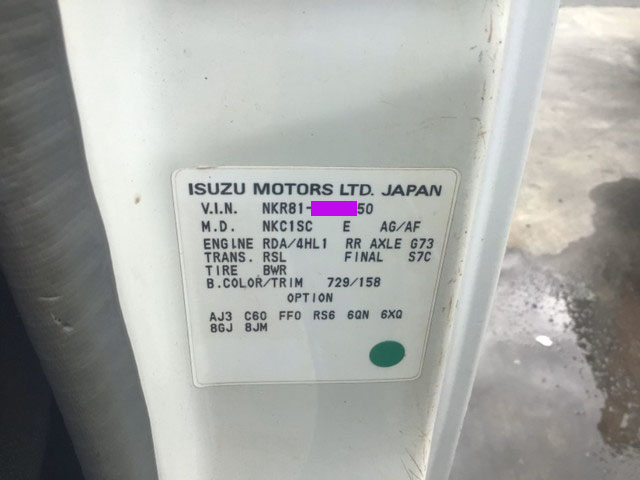 ISUZU MOTORS LTD. JAPAN
V.I.N. NKR81- 50
M.D. NKC1SC E AG/AF
ENGINE RDA/4HL1 RR AXLE G73
TRANS. RSL FINAL S7C
TIRE BWR
B.COLOR/TRIM 729/158
OPTION
AJ3 C60 FF0 RS6 6QN 6XQ
8GJ 8JM